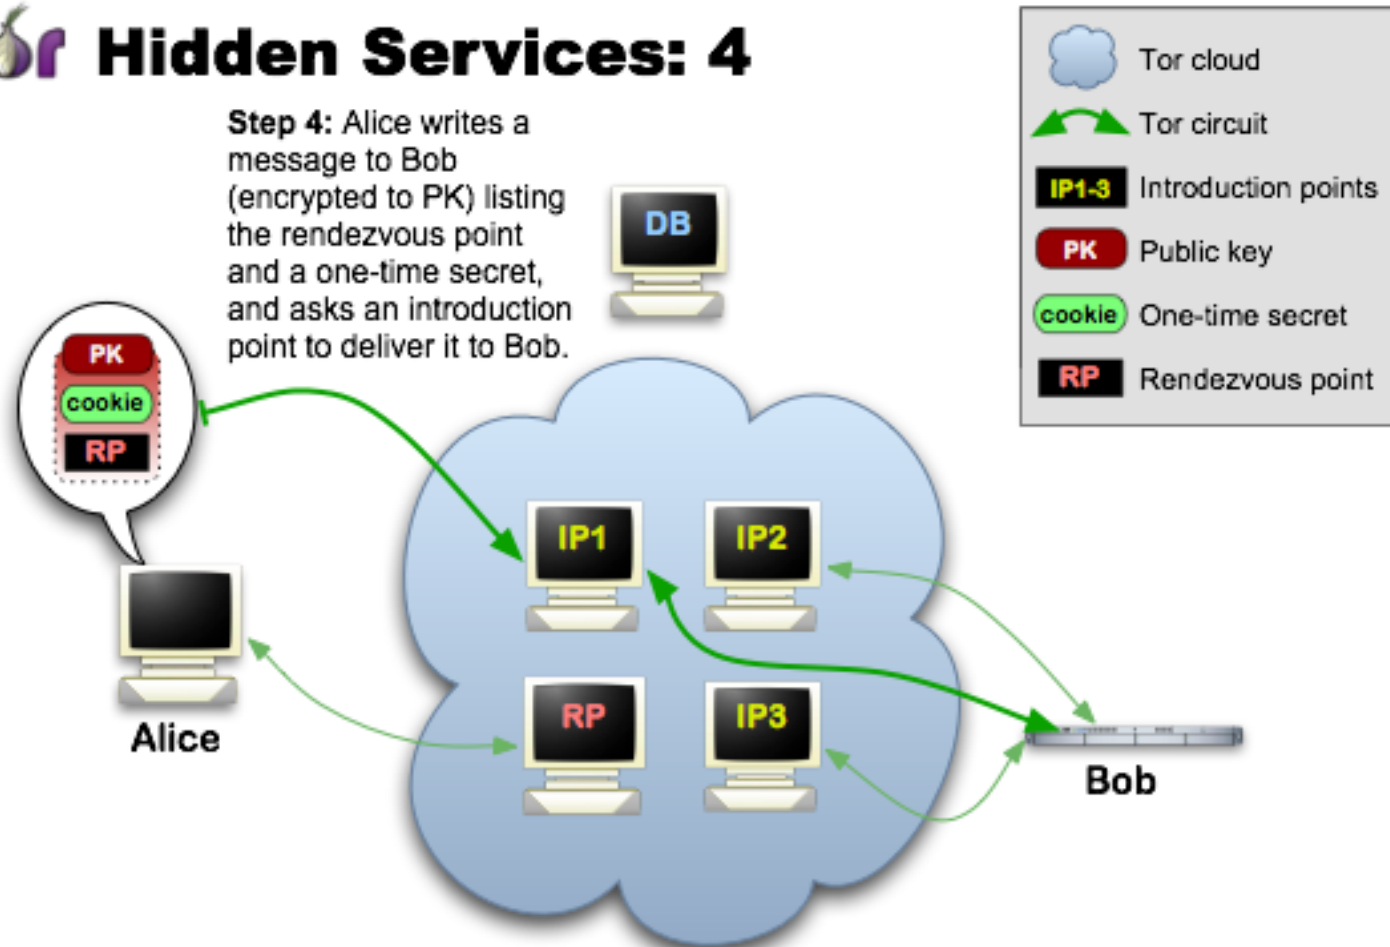 or Hidden Services: 4
Step 4: Alice writes a
message to Bob
(encrypted to PK) listing
the rendezvous point
and a one-time secret,
and asks an introduction
point to deliver it to Bob.
DB
Tor cloud
Tor circuit
IP1-3 Introduction points
PK Public key
cookie One-time secret
RP Rendezvous point
PK
cookie
RP
IP1
IP2
RP
IP3
Alice
Bob